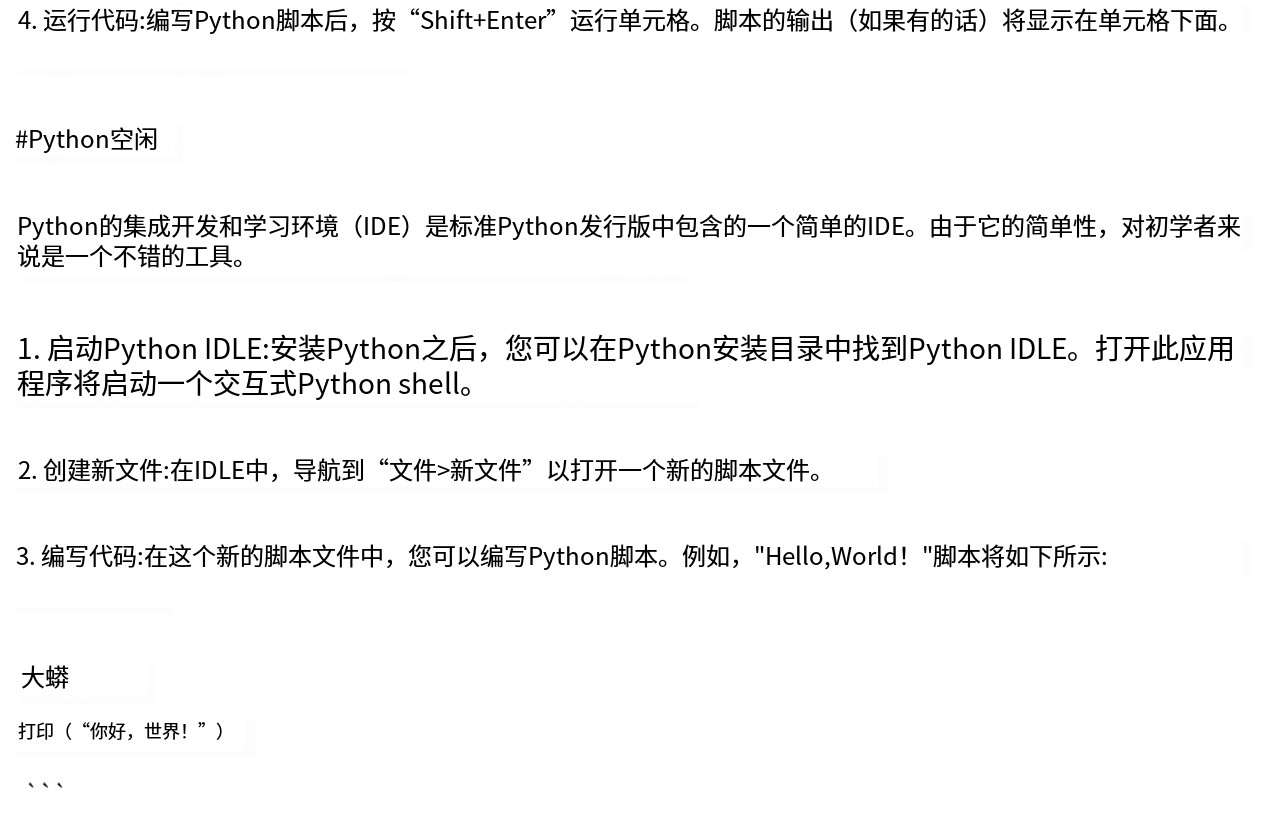 4. 运行代码:编写Python脚本后，按“Shift+Enter”运行单元格。脚本的输出（如果有的话）将显示在单元格下面。
#Python空闲
Python的集成开发和学习环境（IDE）是标准Python发行版中包含的一个简单的IDE。由于它的简单性，对初学者来
说是一个不错的工具。
1. 启动Python IDLE:安装Python之后，您可以在Python安装目录中找到Python IDLE。打开此应用
程序将启动一个交互式Python shell。
2. 创建新文件:在IDLE中，导航到“文件>新文件”以打开一个新的脚本文件。
3. 编写代码:在这个新的脚本文件中，您可以编写Python脚本。例如，"Hello,World！"脚本将如下所示:
大蟒
打印（“你好，世界！”）
```